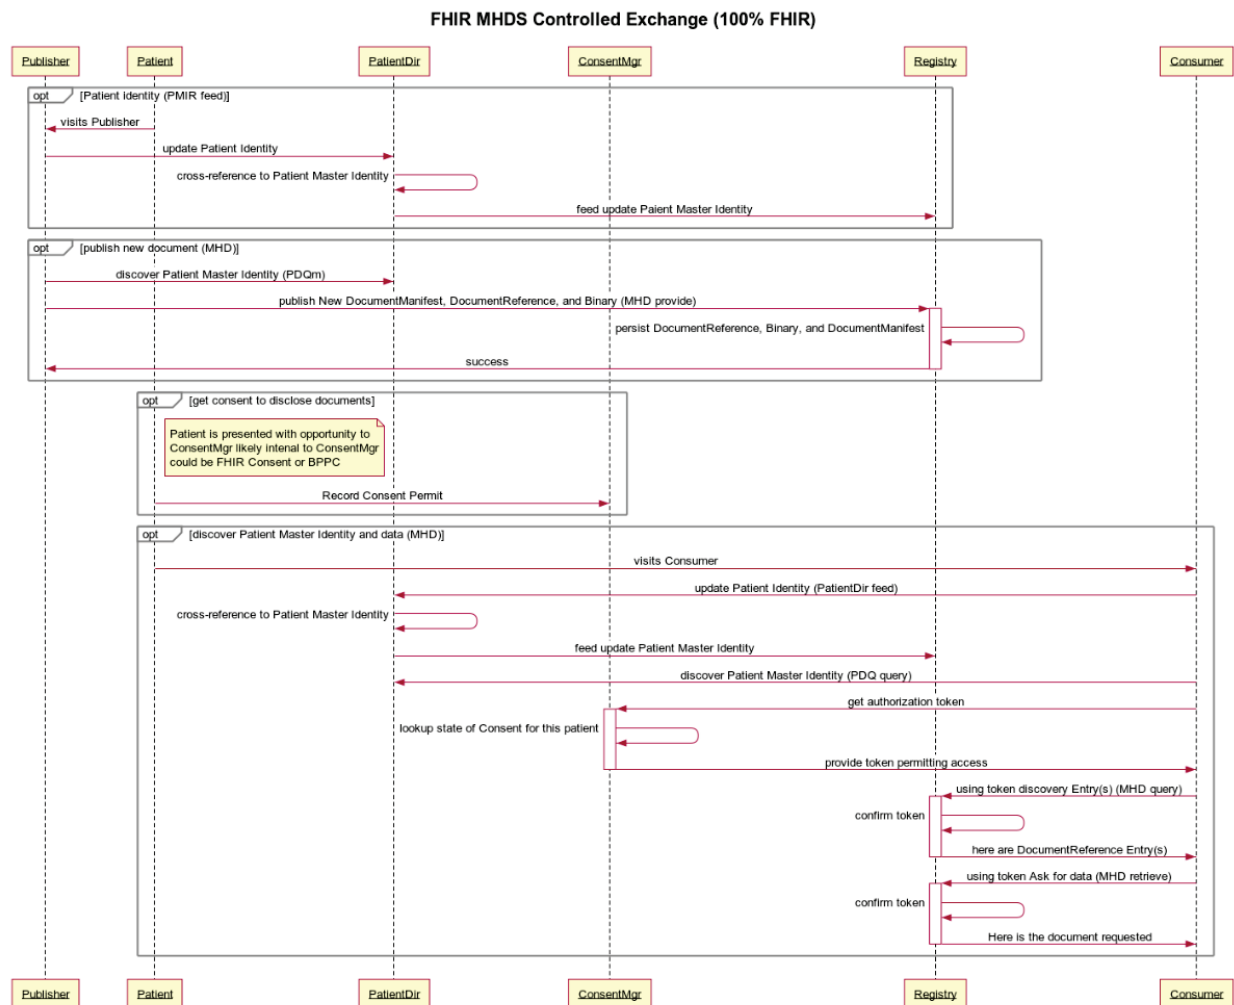 FHIR MHDS Controlled Exchange (100% FHIR)
Publisher
Patient
PatientDir
ConsentMgr
Registry
Consumer
opt
[Patient identity (PMIR feed)]
visits Publisher
update Patient Identity
cross-reference to Patient Master Identity
feed update Paient Master Identity
opt
[publish new document (MHD)]
discover Patient Master Identity (PDQm)
publish New DocumentManifest, DocumentReference, and Binary (MHD provide)
persist DocumentReference, Binary, and DocumentManifest
success
opt
[get consent to disclose documents]
Patient is presented with opportunity to
ConsentMgr likely intenal to ConsentMgr
could be FHIR Consent or BPPC
Record Consent Permit
opt
[discover Patient Master Identity and data (MHD)]
visits Consumer
update Patient Identity (PatientDir feed)
cross-reference to Patient Master Identity
feed update Patient Master Identity
discover Patient Master Identity (PDQ query)
get authorization token
lookup state of Consent for this patient
provide token permitting access
using token discovery Entry(s) (MHD query)
confirm token
here are DocumentReference Entry(s)
using token Ask for data (MHD retrieve)
confirm token
Here is the document requested
Publisher
Patient
PatientDir
ConsentMgr
Registry
Consumer